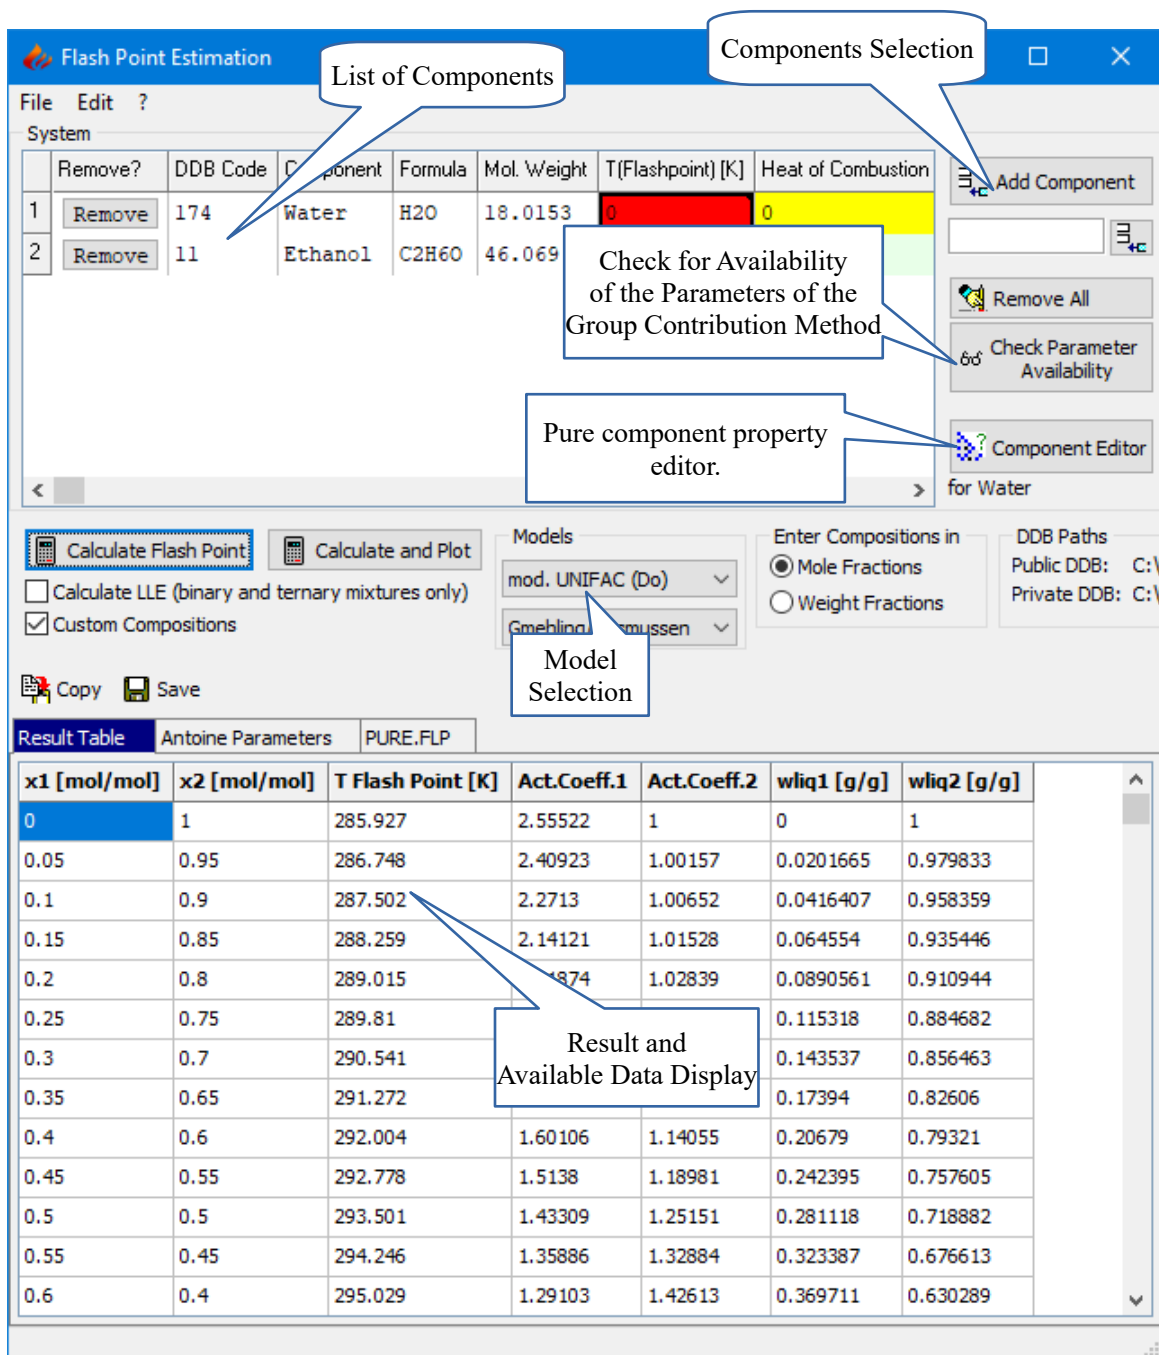 Components Selection
Flash Point Estimation
List of Components
File Edit ?
System
Remove? DDB Code Component Formula Mol. Weight T(Flashpoint) [K] Heat of Combustion
Add Component
1 Remove 174 Water H2O 18.0153 0 0
2 Remove 11 Ethanol C2H6O 46.069
Check for Availability
of the Parameters of the
Group Contribution Method
Remove All
Check Parameter
Availability
Pure component property
editor.
Component Editor
for Water
Calculate Flash Point Calculate and Plot
Calculate LLE (binary and ternary mixtures only)
Custom Compositions
Models
mod. UNIFAC (Do)
Gmehling
Model
Selection
Enter Compositions in
Mole Fractions
Weight Fractions
DDB Paths
Public DDB: C:\
Private DDB: C:\
Copy Save
Result Table Antoine Parameters PURE.FLP
x1 [mol/mol] x2 [mol/mol] T Flash Point [K] Act.Coeff.1 Act.Coeff.2 wliq1 [g/g] wliq2 [g/g]
0 1 285.927 2.55522 1 0 1
0.05 0.95 286.748 2.40923 1.00157 0.0201665 0.979833
0.1 0.9 287.502 2.2713 1.00652 0.0416407 0.958359
0.15 0.85 288.259 2.14121 1.01528 0.064554 0.935446
0.2 0.8 289.015 1.02839 0.0890561 0.910944
0.25 0.75 289.81 0.115318 0.884682
0.3 0.7 290.541 0.143537 0.856463
0.35 0.65 291.272 0.17394 0.82606
Result and
Available Data Display
0.4 0.6 292.004 1.60106 1.14055 0.20679 0.79321
0.45 0.55 292.778 1.5138 1.18981 0.242395 0.757605
0.5 0.5 293.501 1.43309 1.25151 0.281118 0.718882
0.55 0.45 294.246 1.35886 1.32884 0.323387 0.676613
0.6 0.4 295.029 1.29103 1.42613 0.369711 0.630289